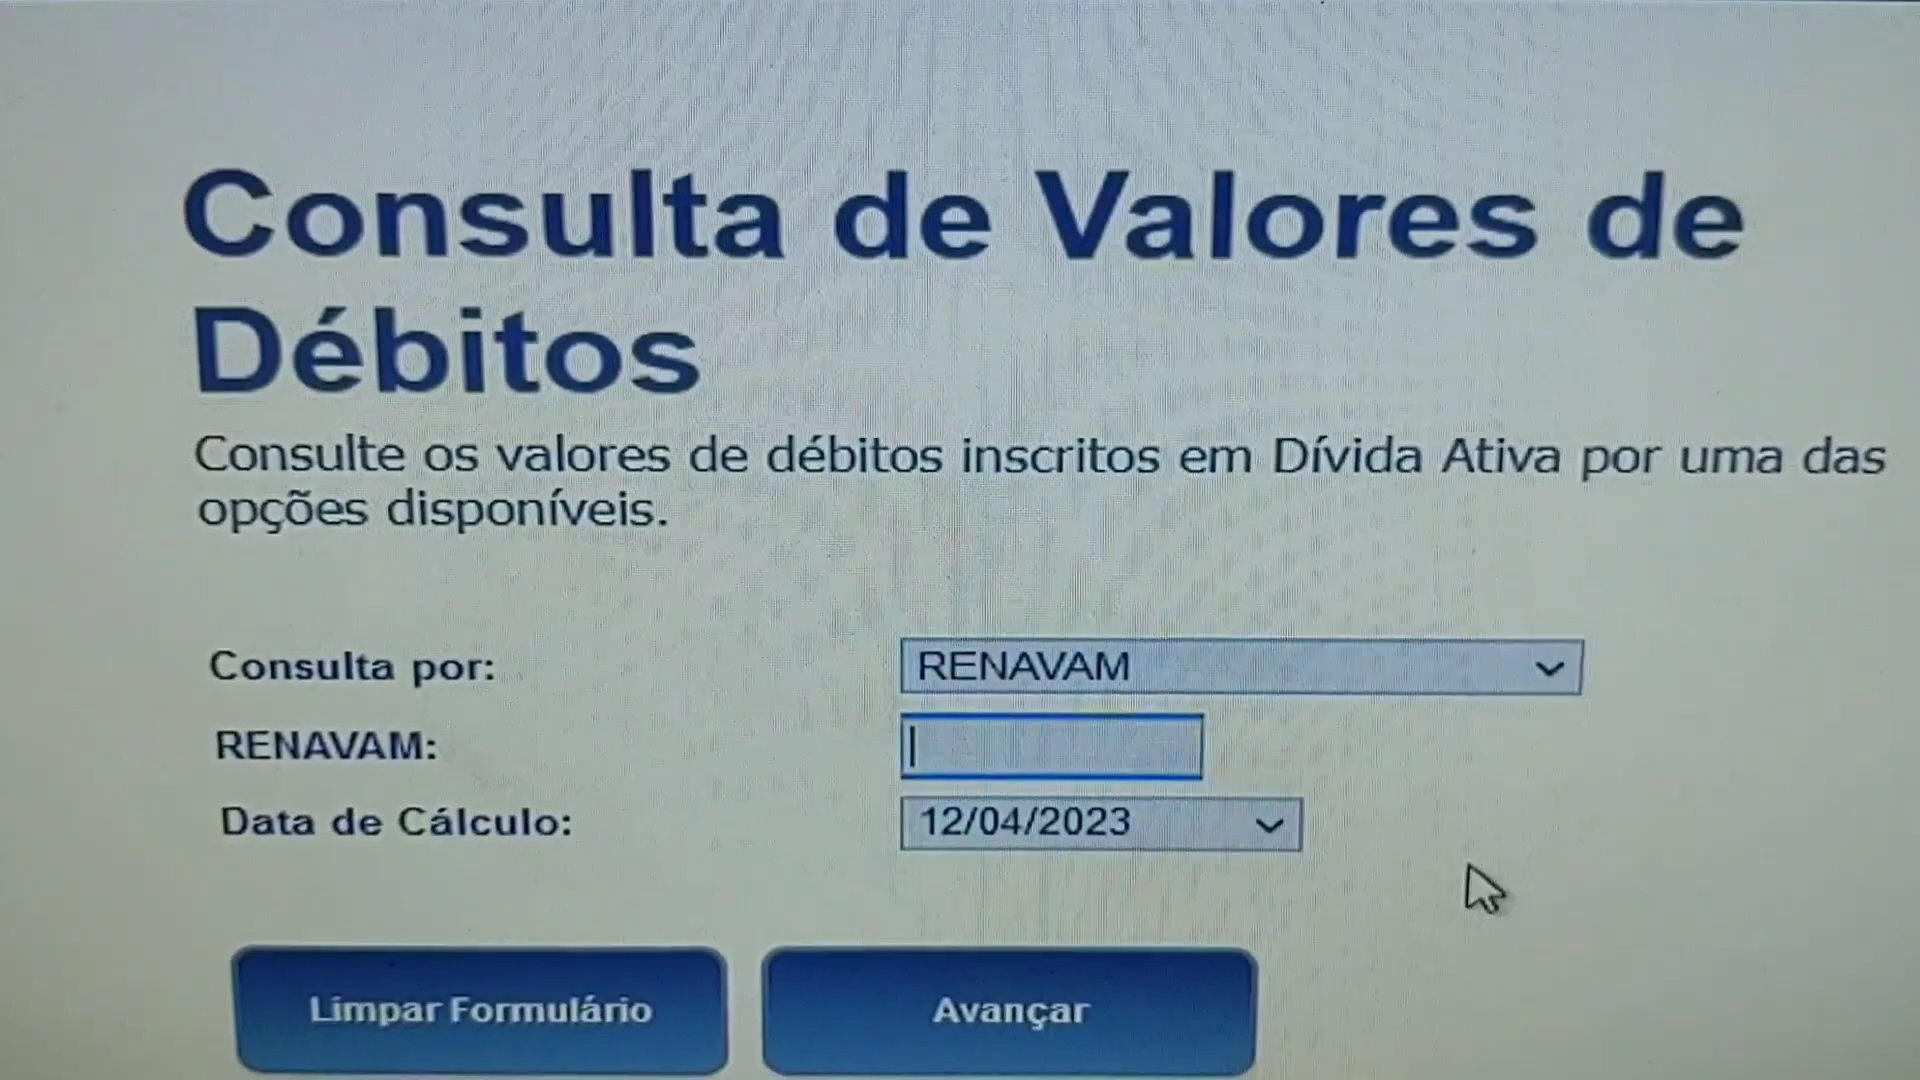 Consulta de Valores de
Débitos
Consulte os valores de débitos inscritos em Dívida Ativa por uma das
opções disponíveis.
Consulta por: RENAVAM
RENAVAM:
Data de Cálculo: 12/04/2023
Limpar Formulário Avançar